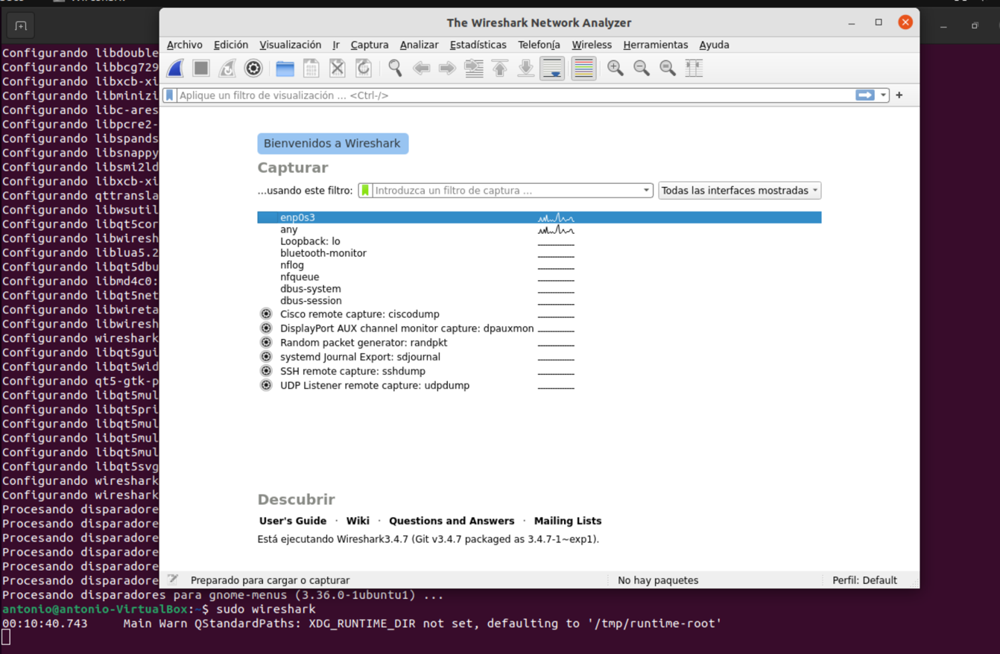 The Wireshark Network Analyzer
Archivo Edición Visualización Ir Captura Analizar Estadísticas Telefonía Wireless Herramientas Ayuda
Aplique un filtro de visualización … <Ctrl-/>
Bienvenidos a Wireshark
Capturar
…usando este filtro: Introduzca un filtro de captura … Todas las interfaces mostradas
enp0s3
any
Loopback: lo
bluetooth-monitor
nflog
nfqueue
dbus-system
dbus-session
Cisco remote capture: ciscodump
DisplayPort AUX channel monitor capture: dpauxmon
Random packet generator: randpkt
systemd Journal Export: sdjournal
SSH remote capture: sshdump
UDP Listener remote capture: udpdump
Descubrir
User's Guide · Wiki · Questions and Answers · Mailing Lists
Está ejecutando Wireshark3.4.7 (Git v3.4.7 packaged as 3.4.7-1~exp1).
Preparado para cargar o capturar No hay paquetes Perfil: Default
Configurando libdouble
Configurando libbcg729
Configurando libxcb-xi
Configurando libminizi
Configurando libc-ares
Configurando libpcre2-
Configurando libspands
Configurando libsnappy
Configurando libsmi2ld
Configurando libxcb-xi
Configurando qttransla
Configurando libwsutil
Configurando libqt5cor
Configurando libwiresh
Configurando liblua5.2
Configurando libqt5dbu
Configurando libmd4c0:
Configurando libqt5net
Configurando libwireta
Configurando libwiresh
Configurando wireshark
Configurando libqt5gui
Configurando libqt5wid
Configurando qt5-gtk-p
Configurando libqt5mul
Configurando libqt5pri
Configurando libqt5mul
Configurando libqt5mul
Configurando libqt5mul
Configurando libqt5svg
Configurando wireshark
Configurando wireshark
Procesando disparadore
Procesando disparadore
Procesando disparadore
Procesando disparadore
Procesando disparadore
Procesando disparadore
Procesando disparadores para gnome-menus (3.36.0-1ubuntu1) ...
antonio@antonio-VirtualBox:~$ sudo wireshark
00:10:40.743 Main Warn QStandardPaths: XDG_RUNTIME_DIR not set, defaulting to '/tmp/runtime-root'